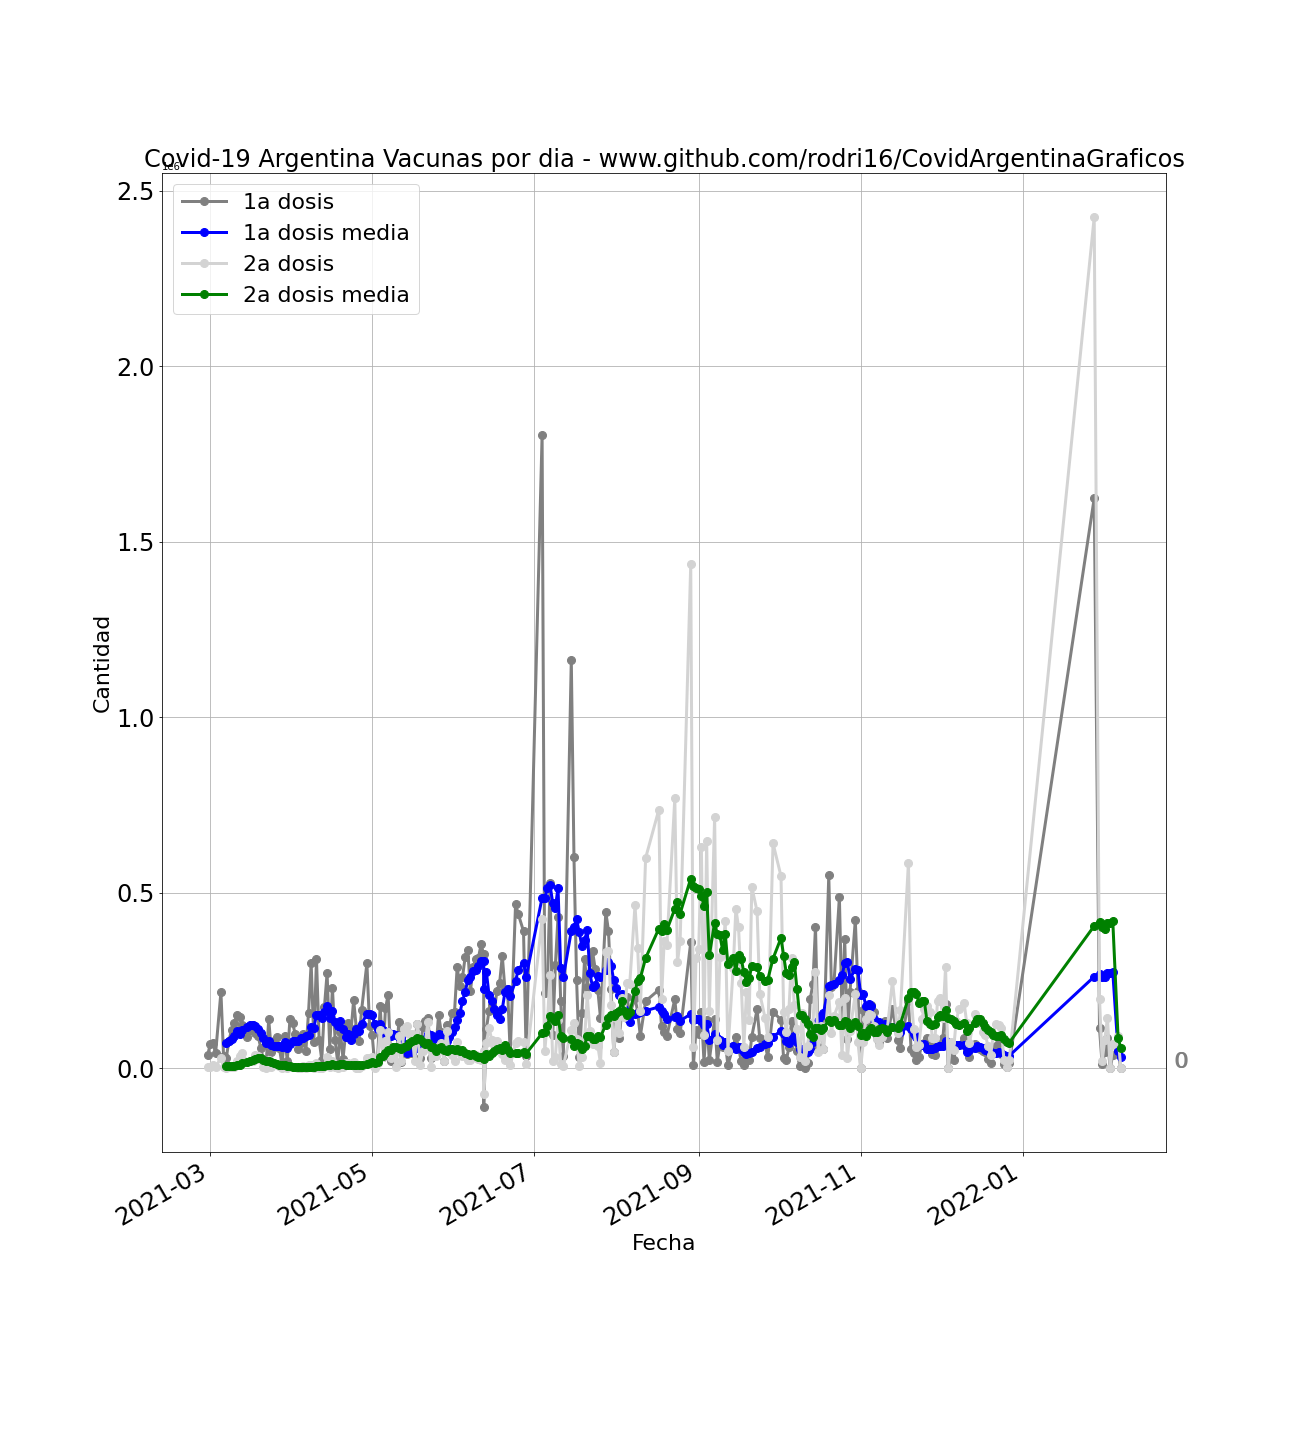 Covid-19 Argentina Vacunas por dia - www.github.com/rodri16/CovidArgentinaGraficos
1e6
1a dosis
1a dosis media
2a dosis
2a dosis media
2.5
2.0
1.5
1.0
0.5
0.0
Cantidad
0
2021-03
2021-05
2021-07
2021-09
2021-11
2022-01
Fecha